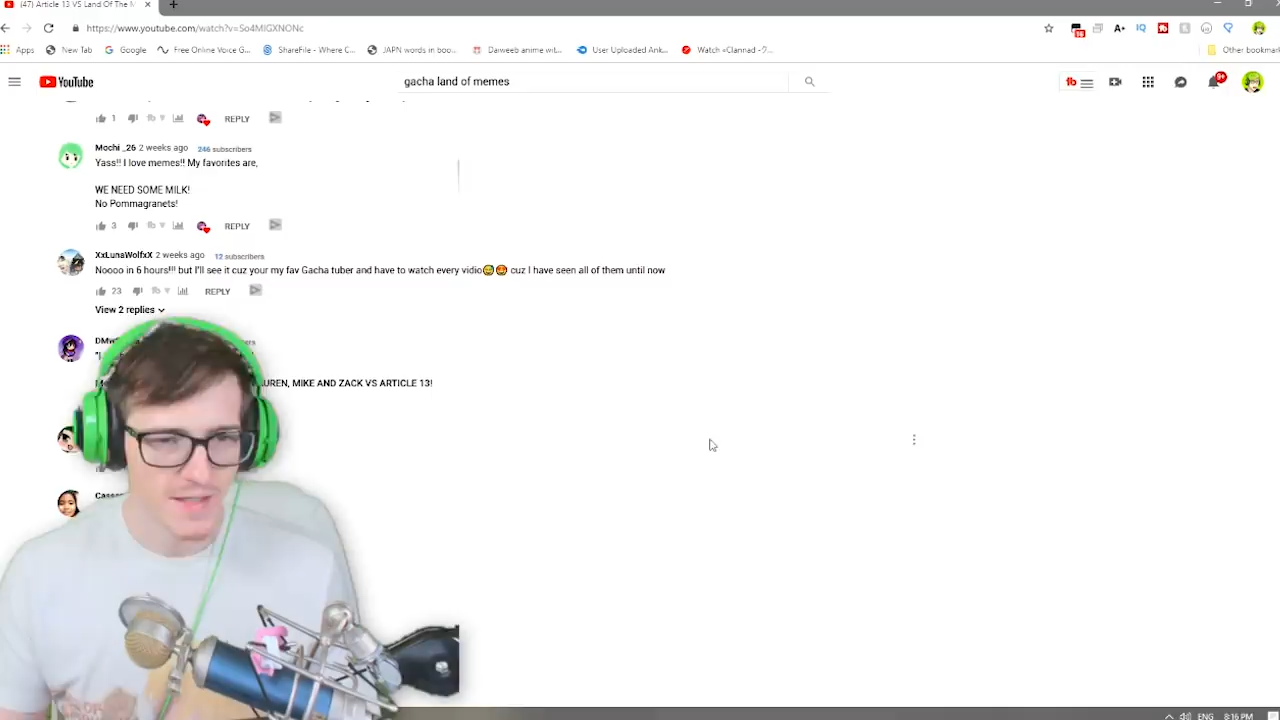 (47) Article 13 VS Land Of The M
https://www.youtube.com/watch?v=So4MIGXNONc
Apps New Tab Google Free Online Voice G... ShareFile - Where C... JAPN words in boo... Daweeb anime wit... User Uploaded Ank... Watch «Clannad -7... Other bookmar
YouTube gacha land of memes 9+
1 REPLY
Mochi _26 2 weeks ago 246 subscribers
Yass!! I love memes!! My favorites are,
WE NEED SOME MILK!
No Pommagranets!
3 REPLY
XxLunaWolfxX 2 weeks ago 12 subscribers
Noooo in 6 hours!!! but I'll see it cuz your my fav Gacha tuber and have to watch every vidio😅😍 cuz I have seen all of them until now
23 REPLY
View 2 replies
MIKE AND ZACK VS ARTICLE 13!
ENG 8:16 PM